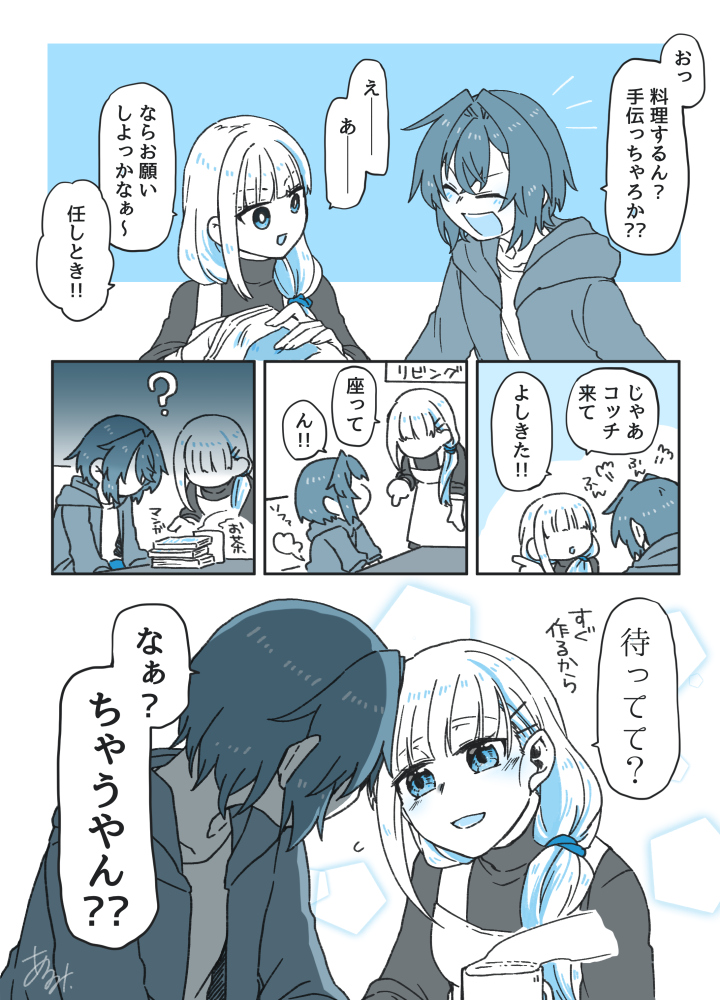 おっ
料理するん？
手伝っちゃろか??
え——
あ——
ならお願い
しよっかなぁ〜
任しとき!!
じゃあ
コッチ
来て
よしきた!!
ふん
ふん
リビング
座って
ん!!
？
お茶
マンガ
待ってて？
すぐ
作るから
なぁ？
ちゃうやん??